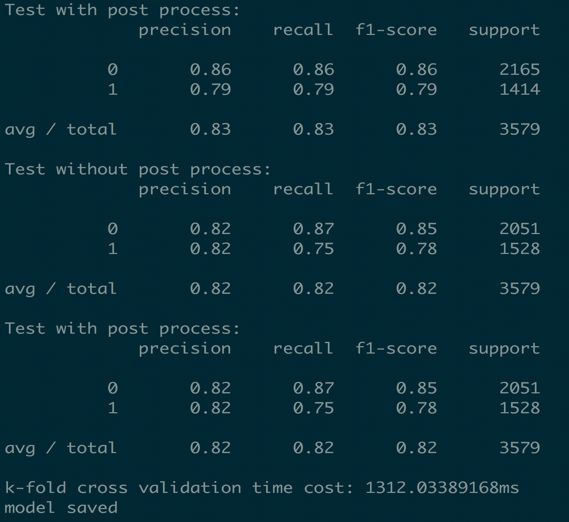 Test with post process:
precision recall f1-score support
0 0.86 0.86 0.86 2165
1 0.79 0.79 0.79 1414
avg / total 0.83 0.83 0.83 3579
Test without post process:
precision recall f1-score support
0 0.82 0.87 0.85 2051
1 0.82 0.75 0.78 1528
avg / total 0.82 0.82 0.82 3579
Test with post process:
precision recall f1-score support
0 0.82 0.87 0.85 2051
1 0.82 0.75 0.78 1528
avg / total 0.82 0.82 0.82 3579
k-fold cross validation time cost: 1312.03389168ms
model saved